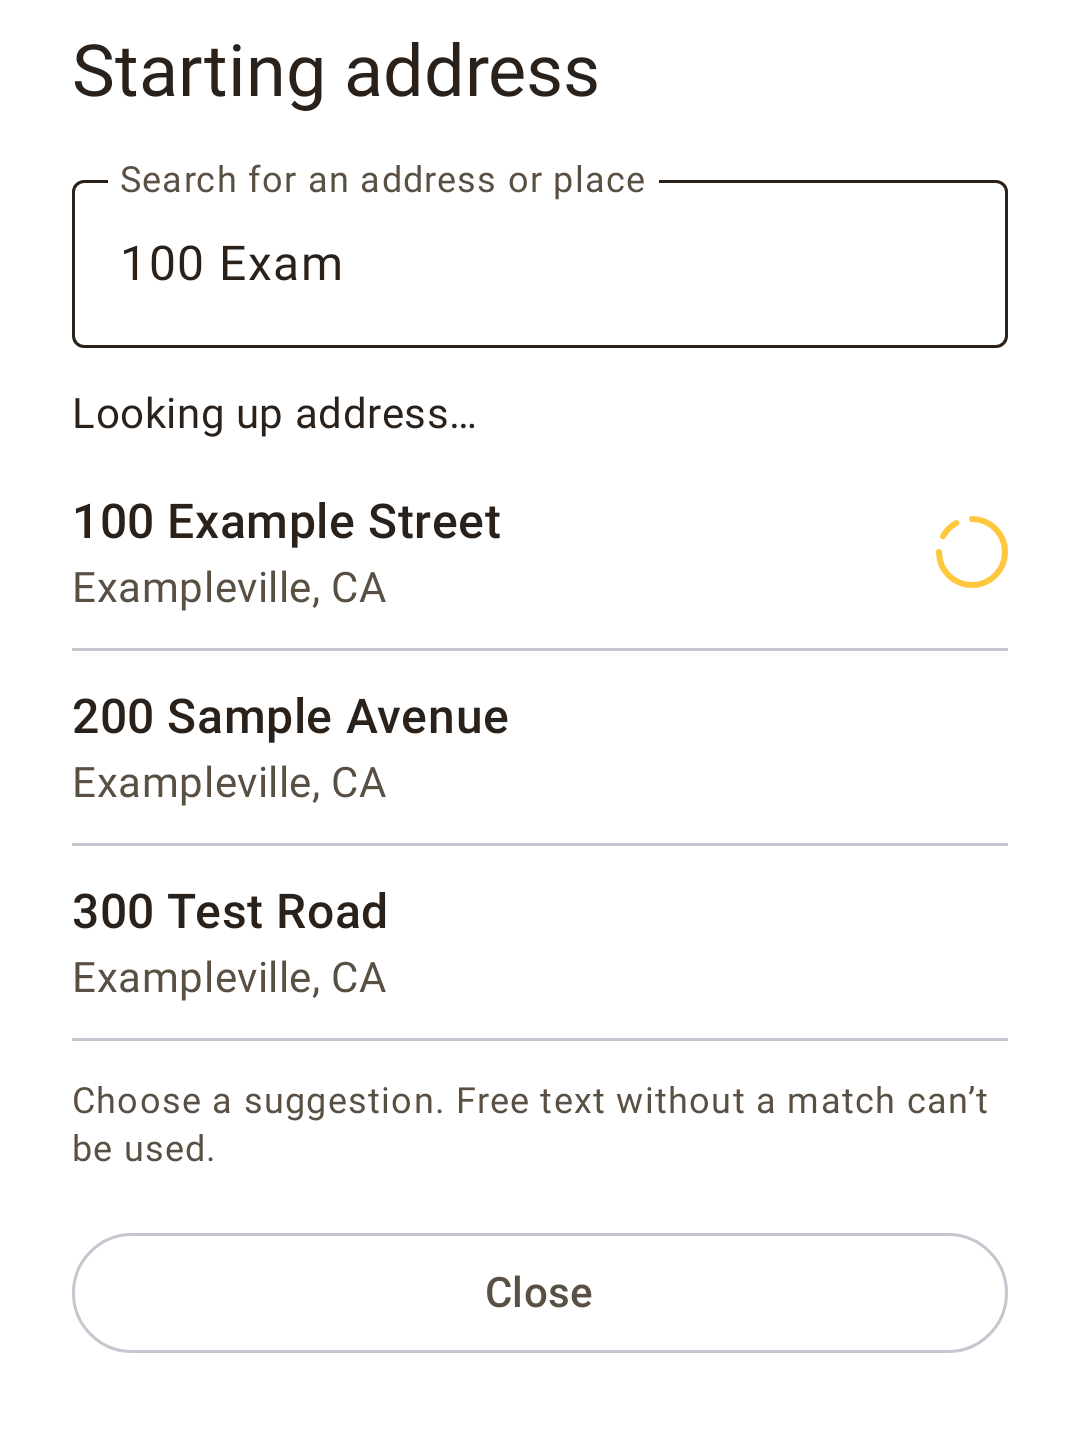 Starting address
Search for an address or place
100 Exam
Looking up address…
100 Example Street
Exampleville, CA
200 Sample Avenue
Exampleville, CA
300 Test Road
Exampleville, CA
Choose a suggestion. Free text without a match can’t
be used.
Close